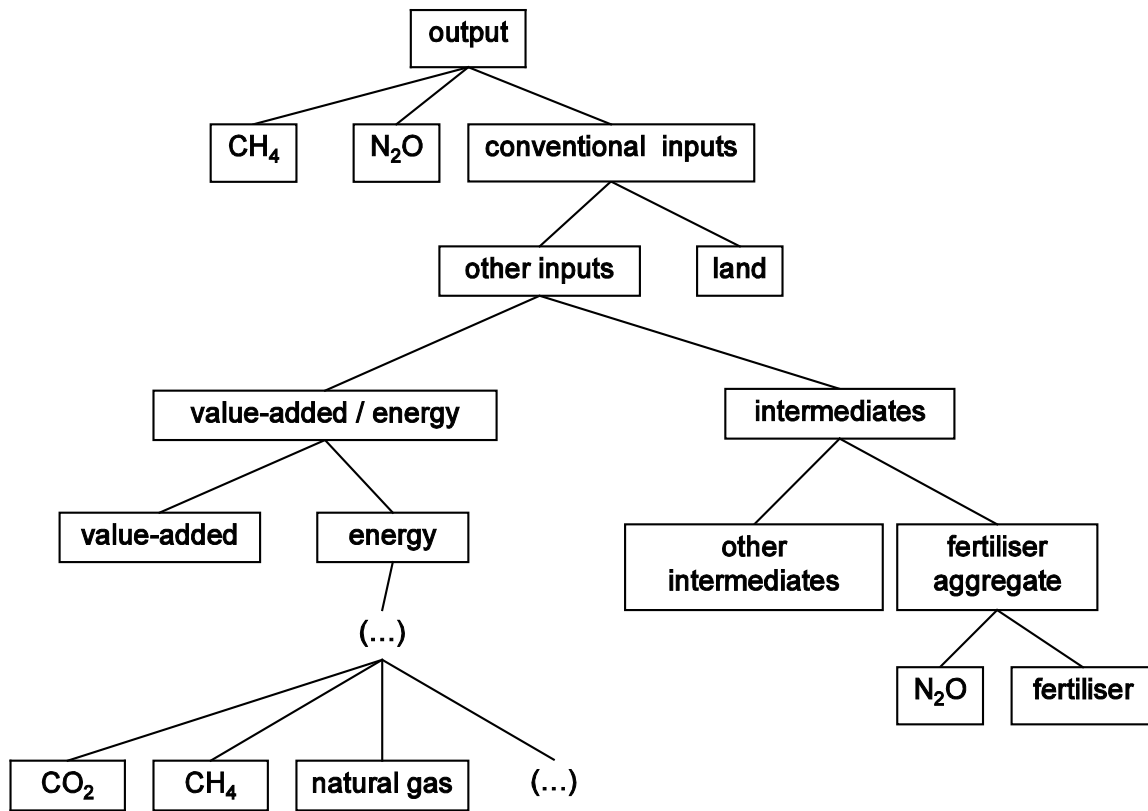 output
CH₄
N₂O
conventional inputs
other inputs
land
value-added / energy
intermediates
value-added
energy
other
intermediates
fertiliser
aggregate
(...)
N₂O
fertiliser
CO₂
CH₄
natural gas
(...)